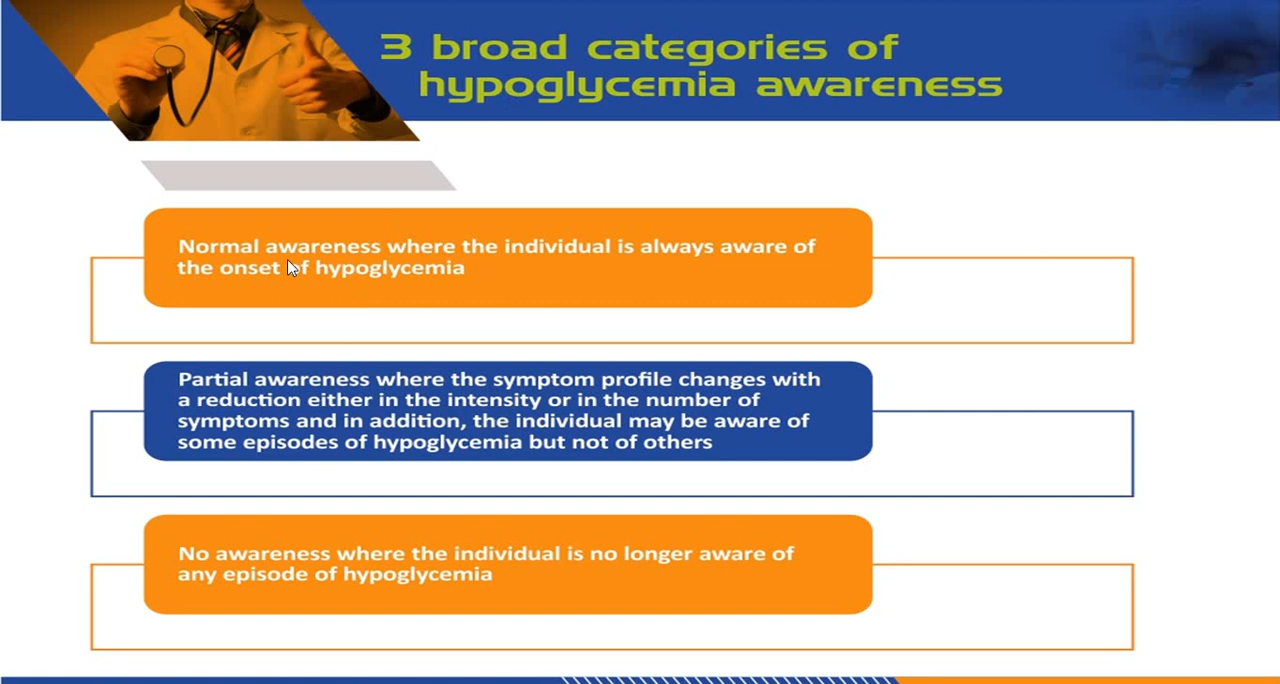 3 broad categories of
hypoglycemia awareness
Normal awareness where the individual is always aware of
the onset of hypoglycemia
Partial awareness where the symptom profile changes with
a reduction either in the intensity or in the number of
symptoms and in addition, the individual may be aware of
some episodes of hypoglycemia but not of others
No awareness where the individual is no longer aware of
any episode of hypoglycemia